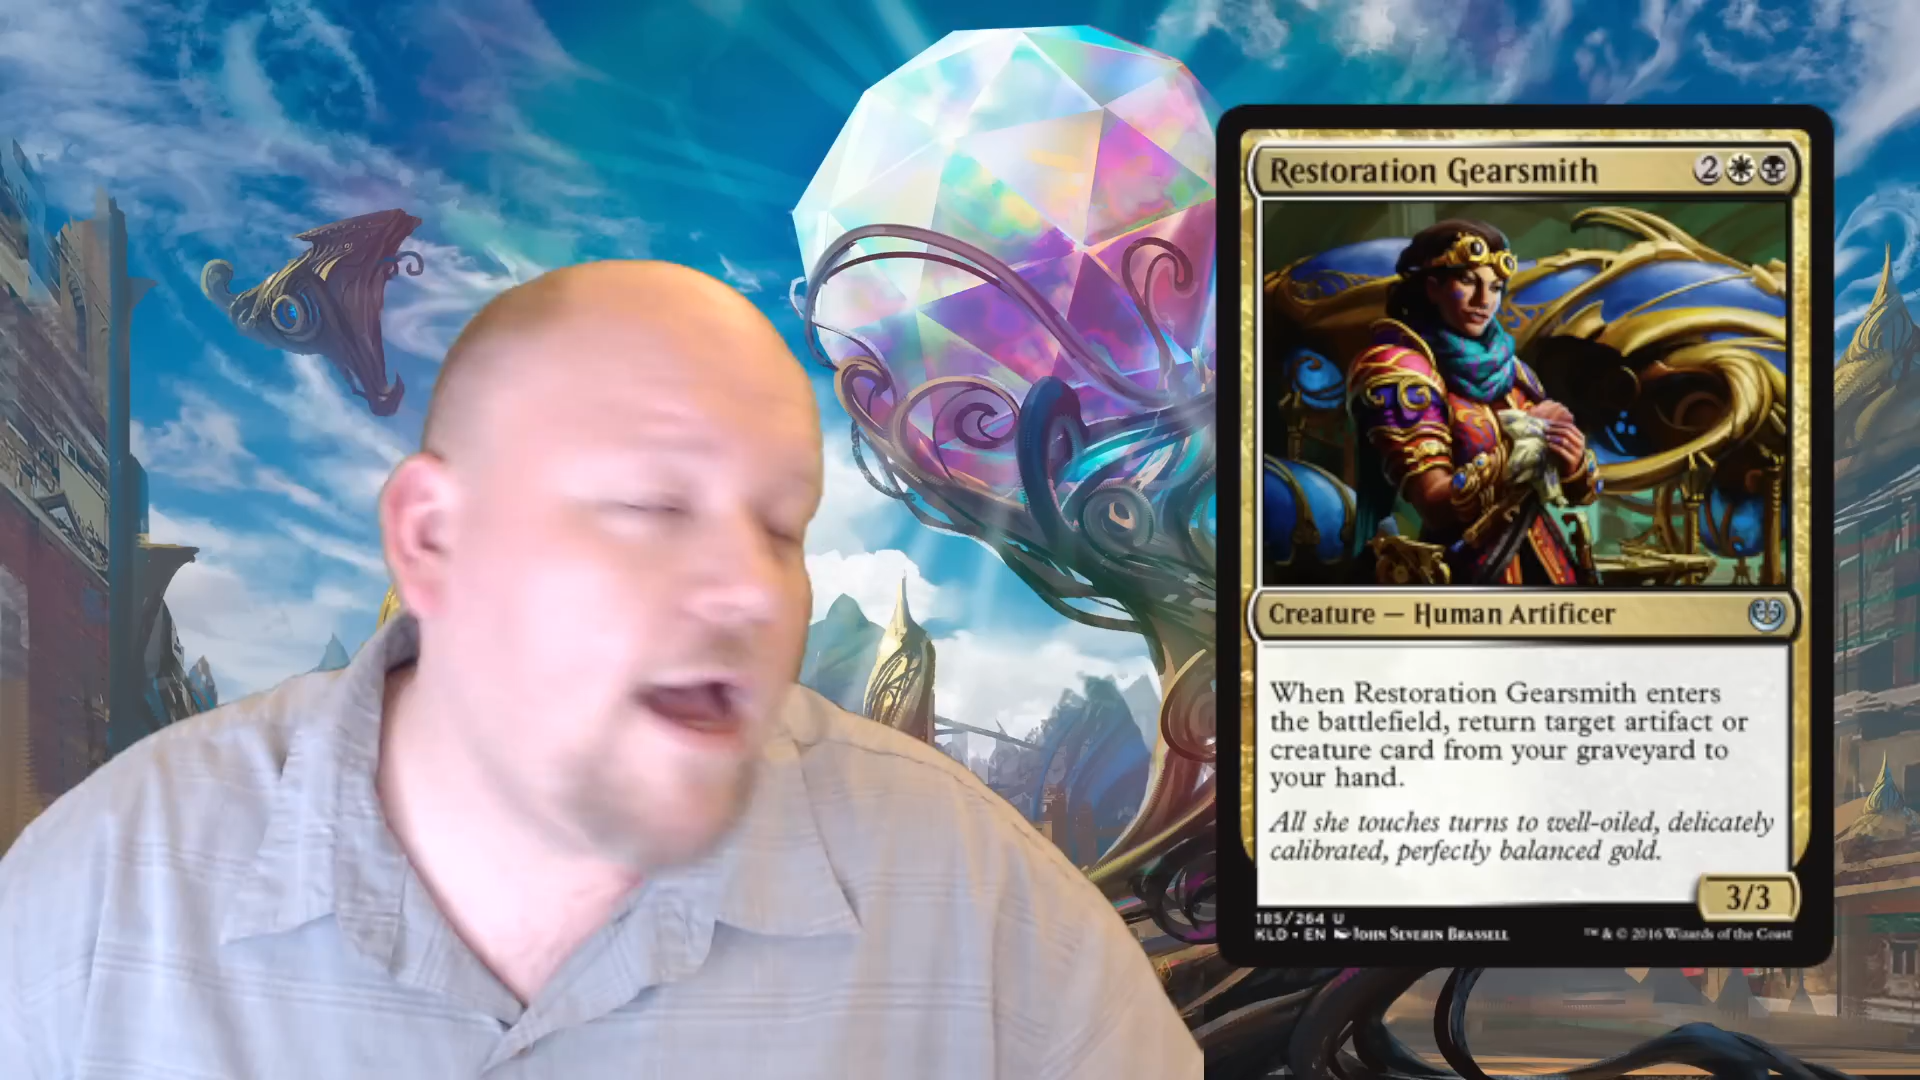 Restoration Gearsmith 2
Creature — Human Artificer
When Restoration Gearsmith enters
the battlefield, return target artifact or
creature card from your graveyard to
your hand.
All she touches turns to well-oiled, delicately
calibrated, perfectly balanced gold.
3/3
185/264 U
KLD • EN John Severin Brassell
™ & © 2016 Wizards of the Coast